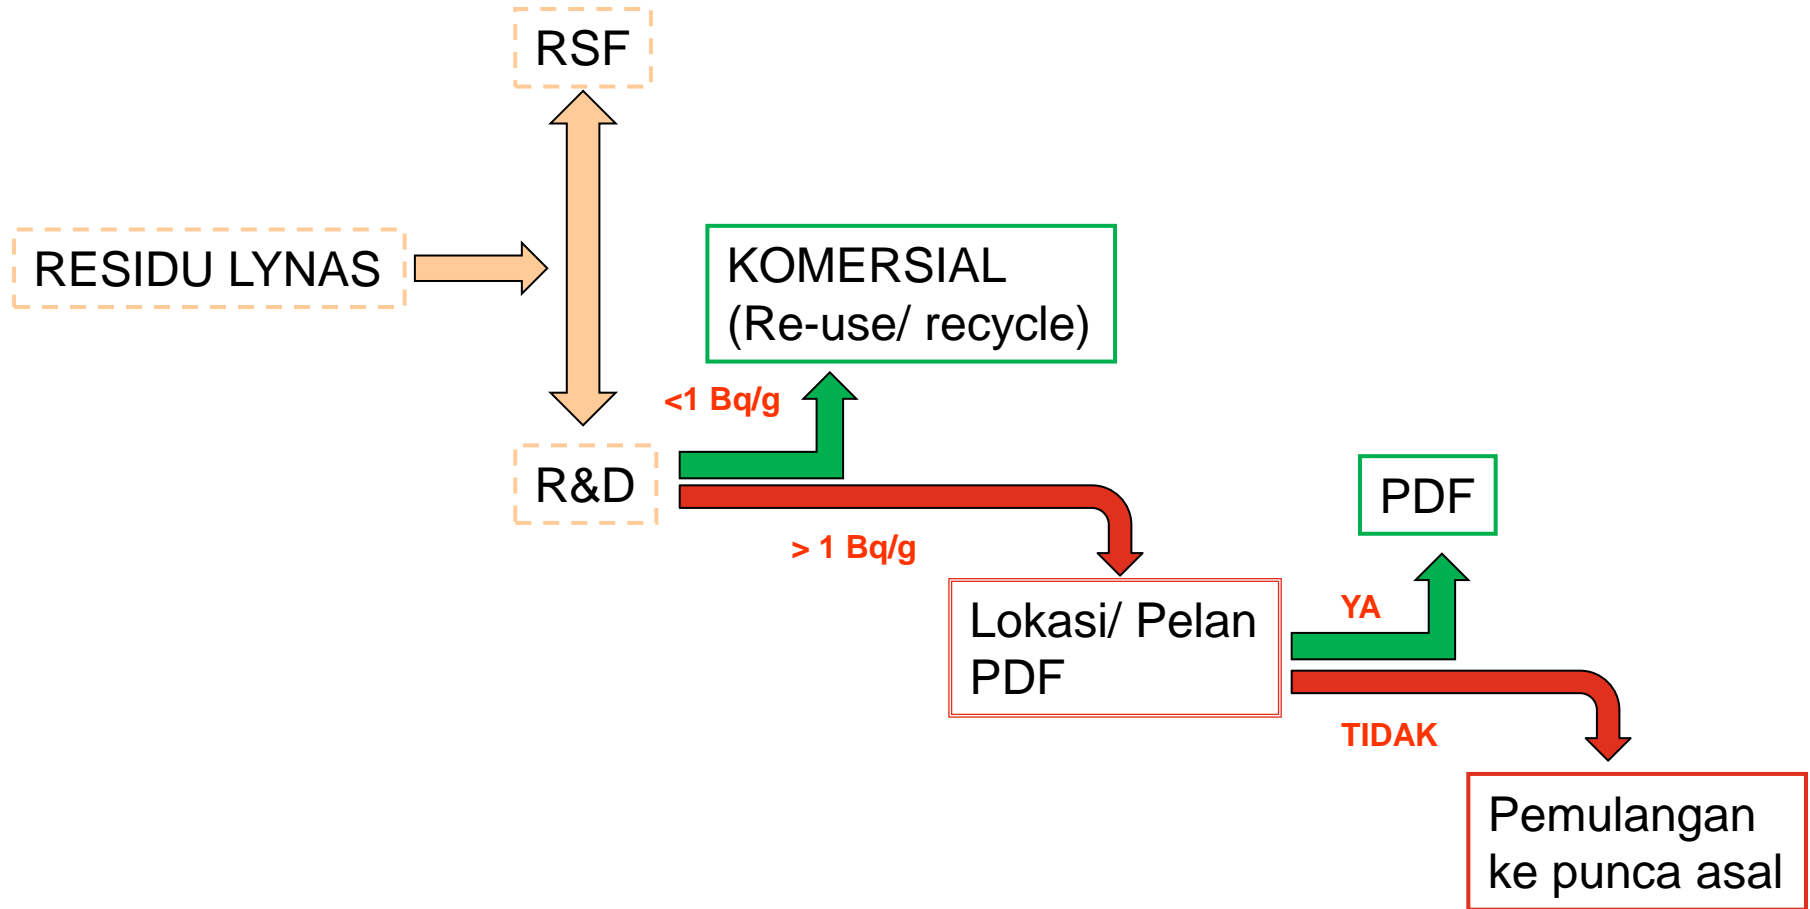 RSF
RESIDU LYNAS
KOMERSIAL
(Re-use/ recycle)
<1 Bq/g
R&D
> 1 Bq/g
PDF
Lokasi/ Pelan
PDF
YA
TIDAK
Pemulangan
ke punca asal